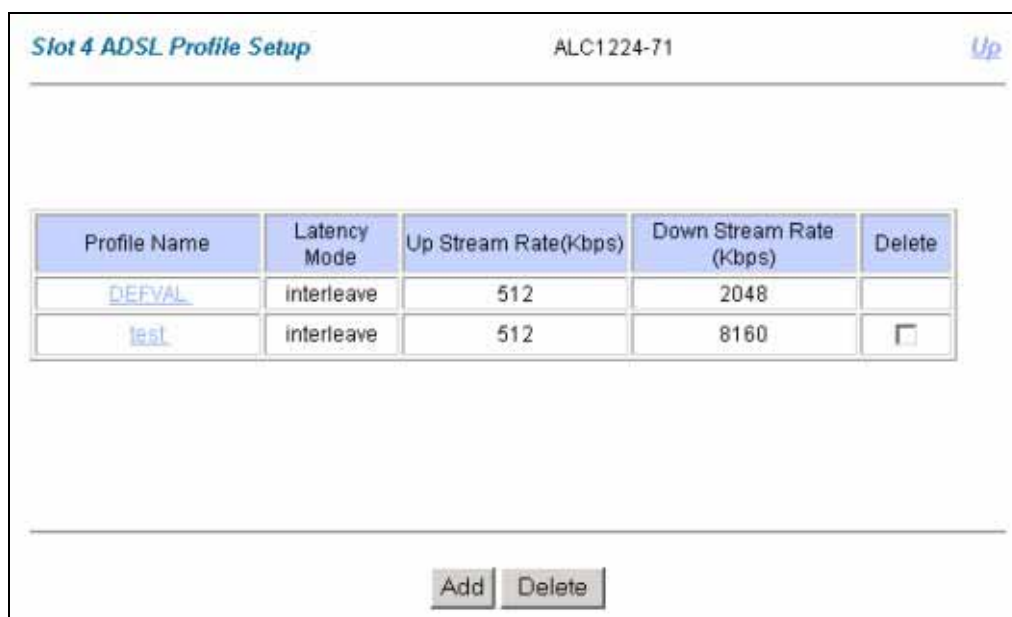 Slot 4 ADSL Profile Setup ALC1224-71 Up
Profile Name Latency Mode Up Stream Rate(Kbps) Down Stream Rate (Kbps) Delete
DEFVAL interleave 512 2048
test interleave 512 8160
Add Delete